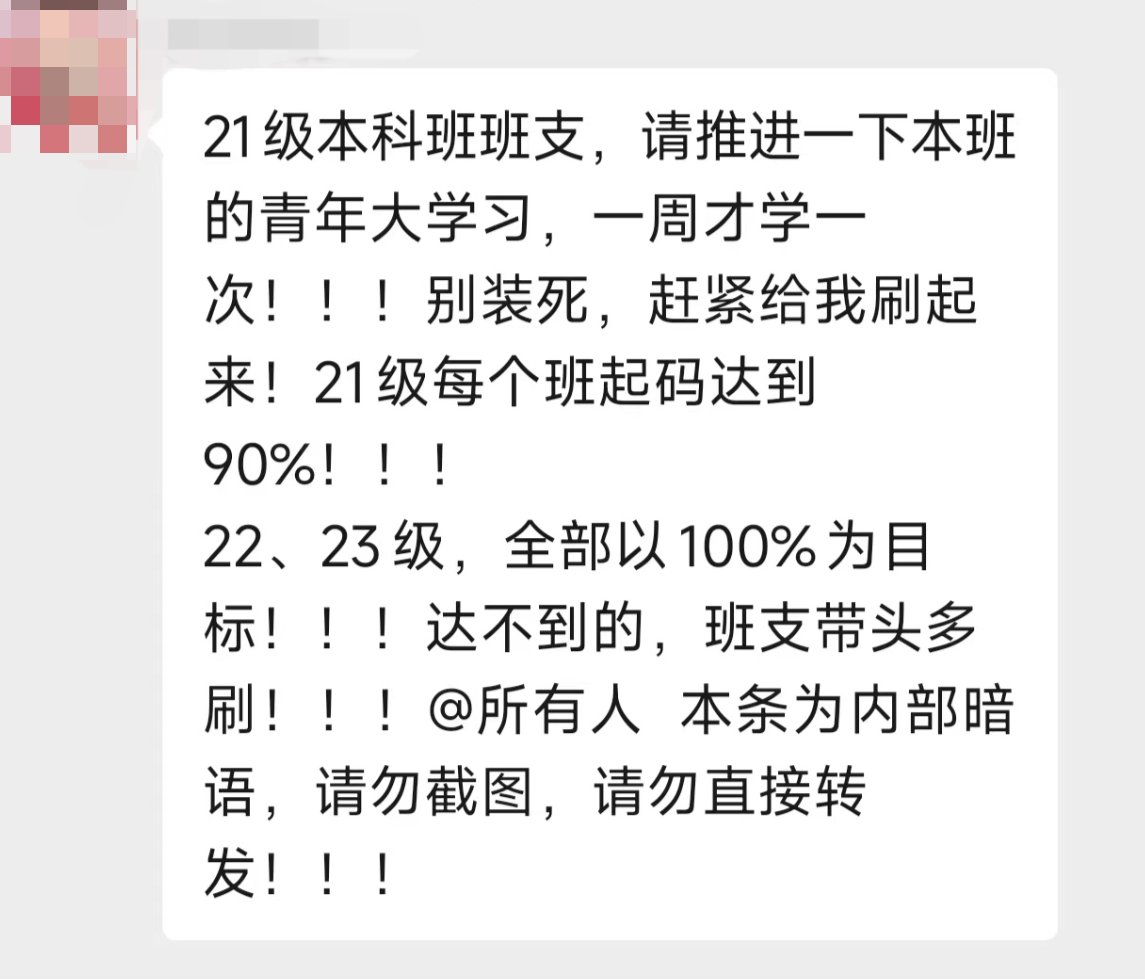 21级本科班班支，请推进一下本班
的青年大学习，一周才学一
次！！！别装死，赶紧给我刷起
来！21级每个班起码达到
90%！！！
22、23级，全部以100%为目
标！！！达不到的，班支带头多
刷！！！@所有人 本条为内部暗
语，请勿截图，请勿直接转
发！！！